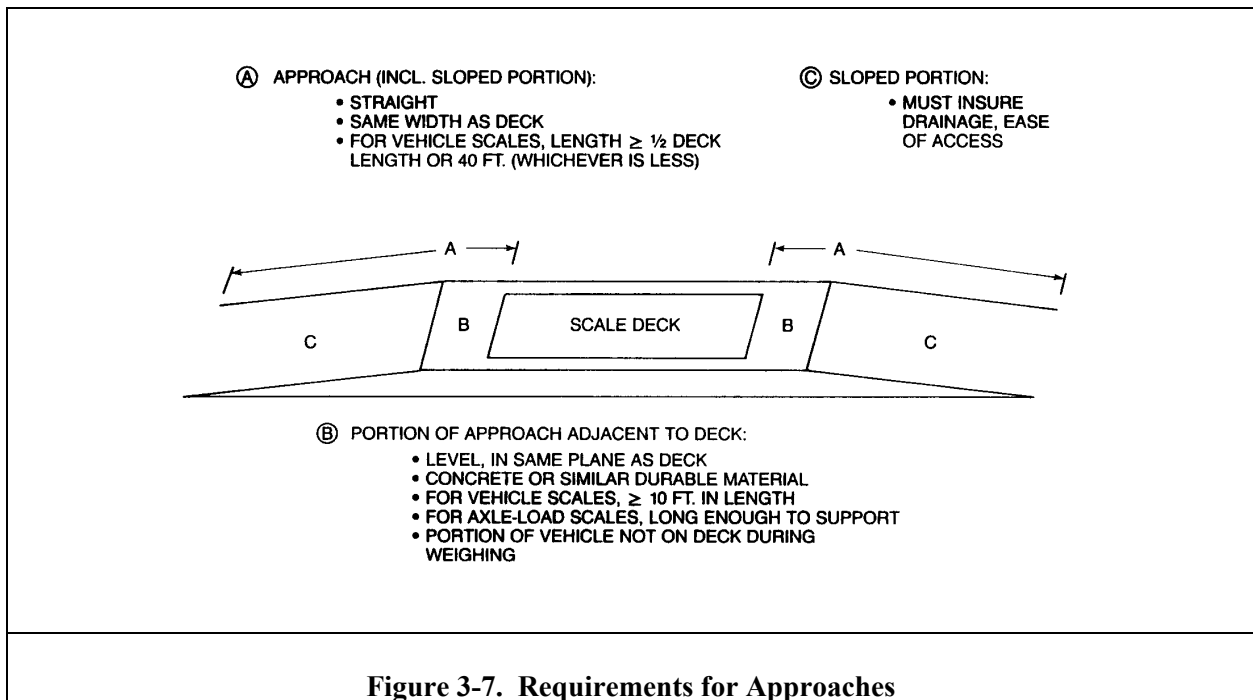 Ⓐ APPROACH (INCL. SLOPED PORTION):
• STRAIGHT
• SAME WIDTH AS DECK
• FOR VEHICLE SCALES, LENGTH ≥ ½ DECK
LENGTH OR 40 FT. (WHICHEVER IS LESS)
Ⓒ SLOPED PORTION:
• MUST INSURE
DRAINAGE, EASE
OF ACCESS
A
A
C
B
SCALE DECK
B
C
Ⓑ PORTION OF APPROACH ADJACENT TO DECK:
• LEVEL, IN SAME PLANE AS DECK
• CONCRETE OR SIMILAR DURABLE MATERIAL
• FOR VEHICLE SCALES, ≥ 10 FT. IN LENGTH
• FOR AXLE-LOAD SCALES, LONG ENOUGH TO SUPPORT
• PORTION OF VEHICLE NOT ON DECK DURING
WEIGHING
Figure 3-7. Requirements for Approaches